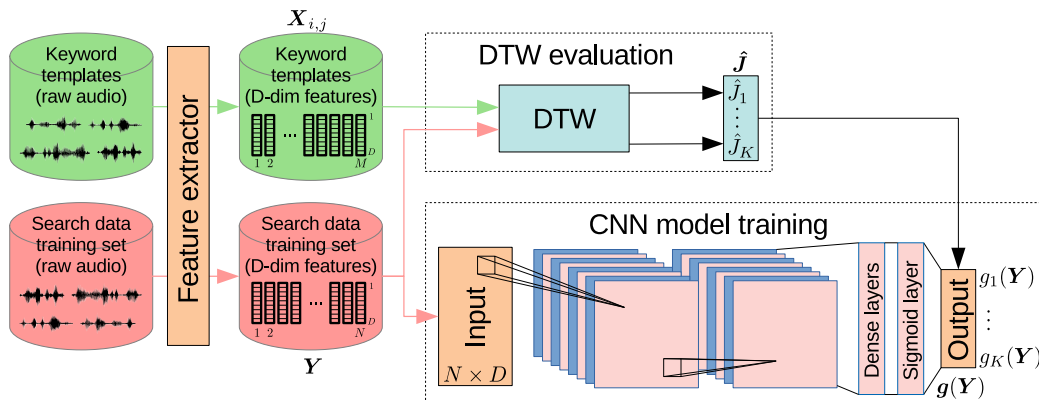 X_{i,j}
Keyword
templates
(raw audio)
Feature extractor
Keyword
templates
(D-dim features)
1
...
D
1 2 M
DTW evaluation
DTW
ĵ
Ĵ_1
⋮
Ĵ_K
Search data
training set
(raw audio)
Search data
training set
(D-dim features)
1
...
D
1 2 N
Y
CNN model training
Input
N × D
Dense layers
Sigmoid layer
Output
g_1(Y)
⋮
g_K(Y)
g(Y)